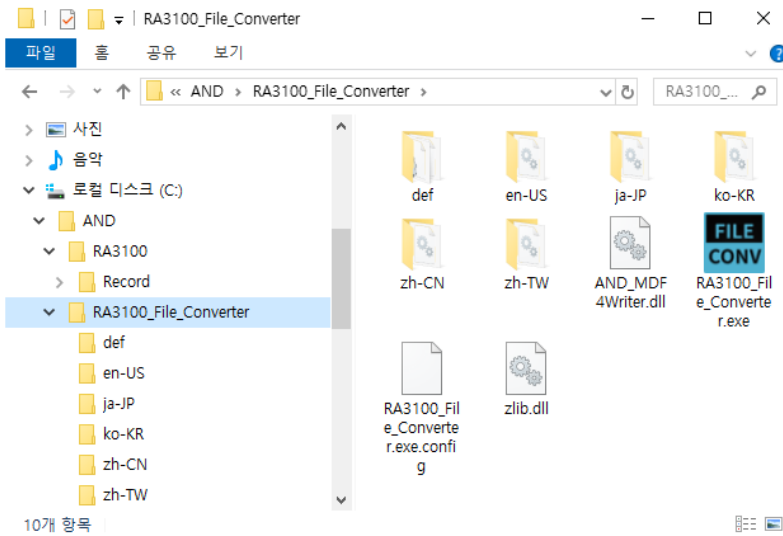 RA3100_File_Converter
파일 홈 공유 보기
« AND › RA3100_File_Converter ›
RA3100_...
사진
음악
로컬 디스크 (C:)
AND
RA3100
Record
RA3100_File_Converter
def
en-US
ja-JP
ko-KR
zh-CN
zh-TW
def
en-US
ja-JP
ko-KR
zh-CN
zh-TW
AND_MDF
4Writer.dll
FILE
CONV
RA3100_Fil
e_Converte
r.exe
RA3100_Fil
e_Converte
r.exe.confi
g
zlib.dll
10개 항목